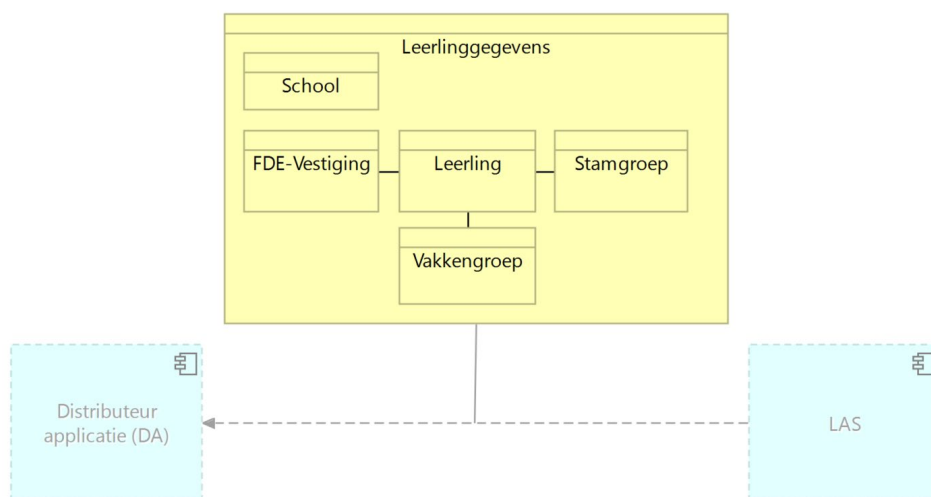 Leerlinggegevens
School
FDE-Vestiging
Leerling
Stamgroep
Vakkengroep
Distributeur
applicatie (DA)
LAS